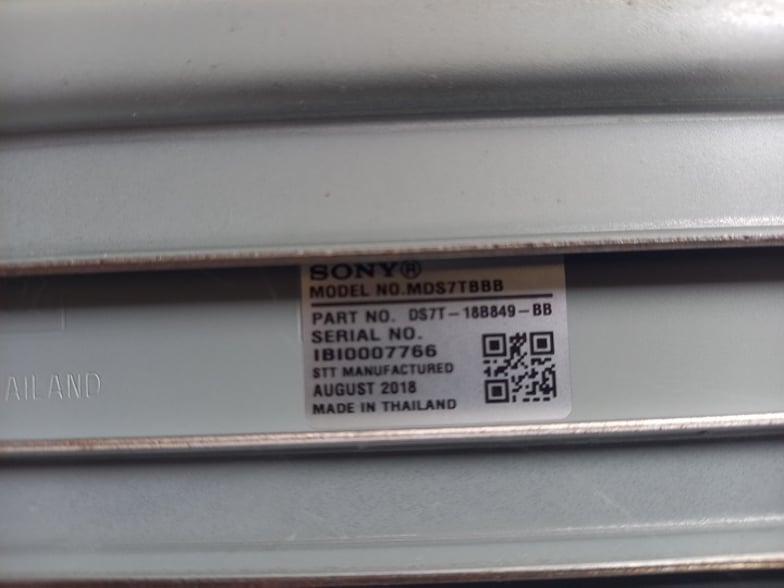 SONY®
MODEL NO.MDS7TBBB
PART NO. DS7T-18B849-BB
SERIAL NO.
IBI0007766
STT MANUFACTURED
AUGUST 2018
MADE IN THAILAND
AILAND